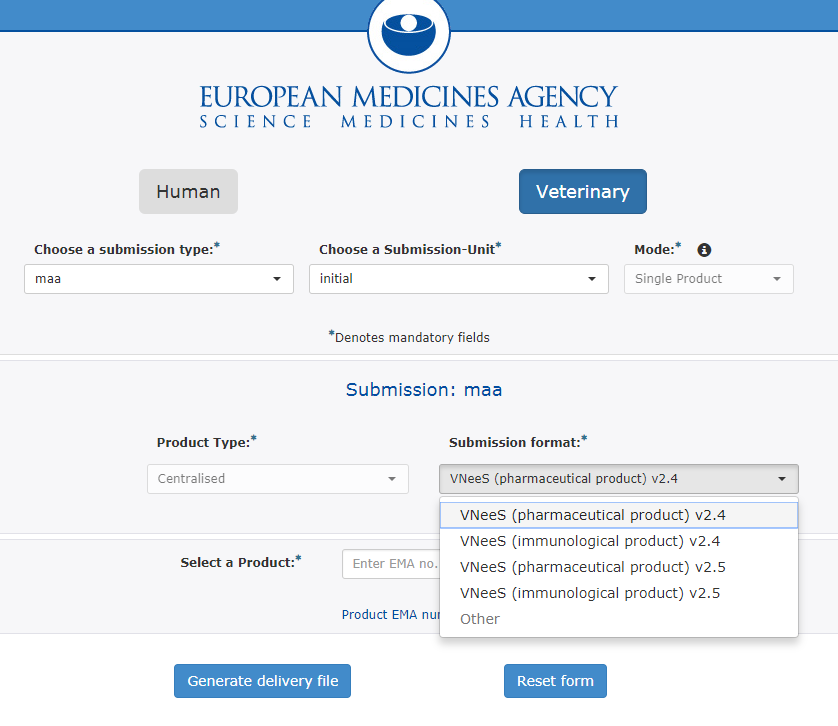 EUROPEAN MEDICINES AGENCY
SCIENCE MEDICINES HEALTH
Human
Veterinary
Choose a submission type:*
Choose a Submission-Unit*
Mode:*
maa
initial
Single Product
*Denotes mandatory fields
Submission: maa
Product Type:*
Submission format:*
Centralised
VNeeS (pharmaceutical product) v2.4
VNeeS (pharmaceutical product) v2.4
VNeeS (immunological product) v2.4
VNeeS (pharmaceutical product) v2.5
VNeeS (immunological product) v2.5
Other
Select a Product:*
Enter EMA no.
Product EMA
Generate delivery file
Reset form